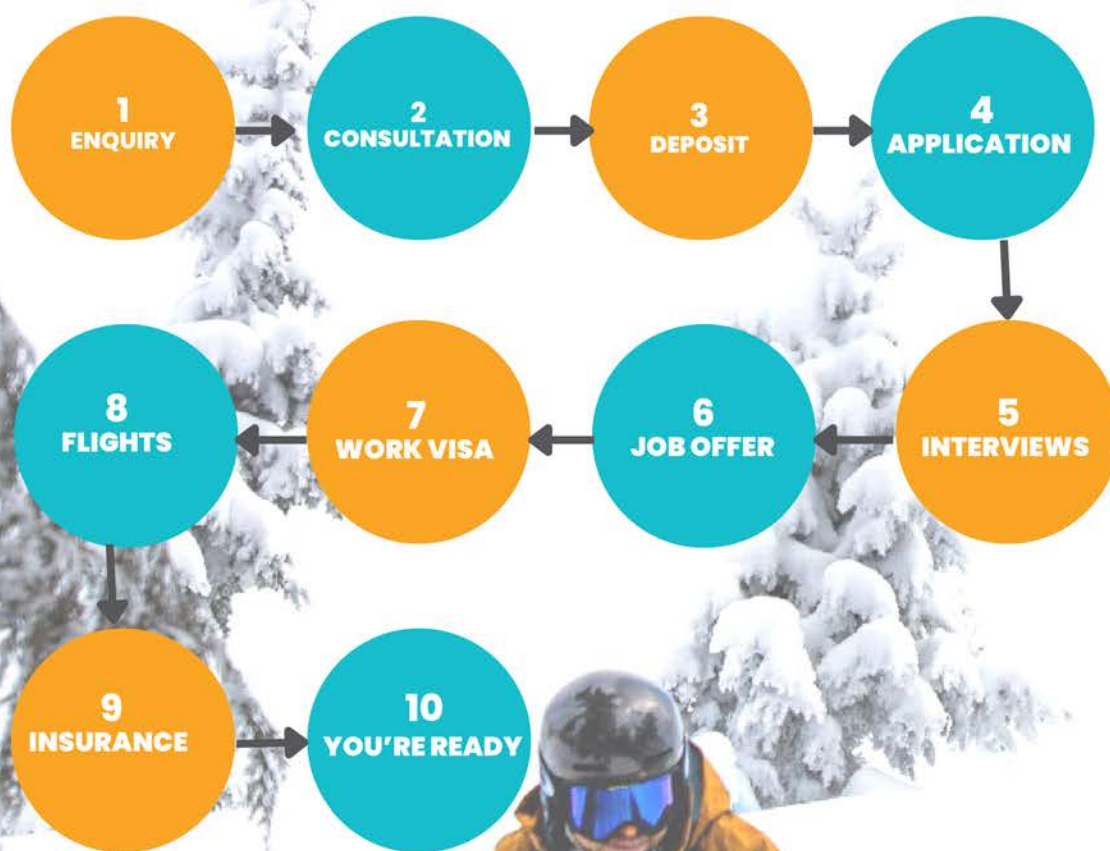 1
ENQUIRY
2
CONSULTATION
3
DEPOSIT
4
APPLICATION
5
INTERVIEWS
6
JOB OFFER
7
WORK VISA
8
FLIGHTS
9
INSURANCE
10
YOU'RE READY